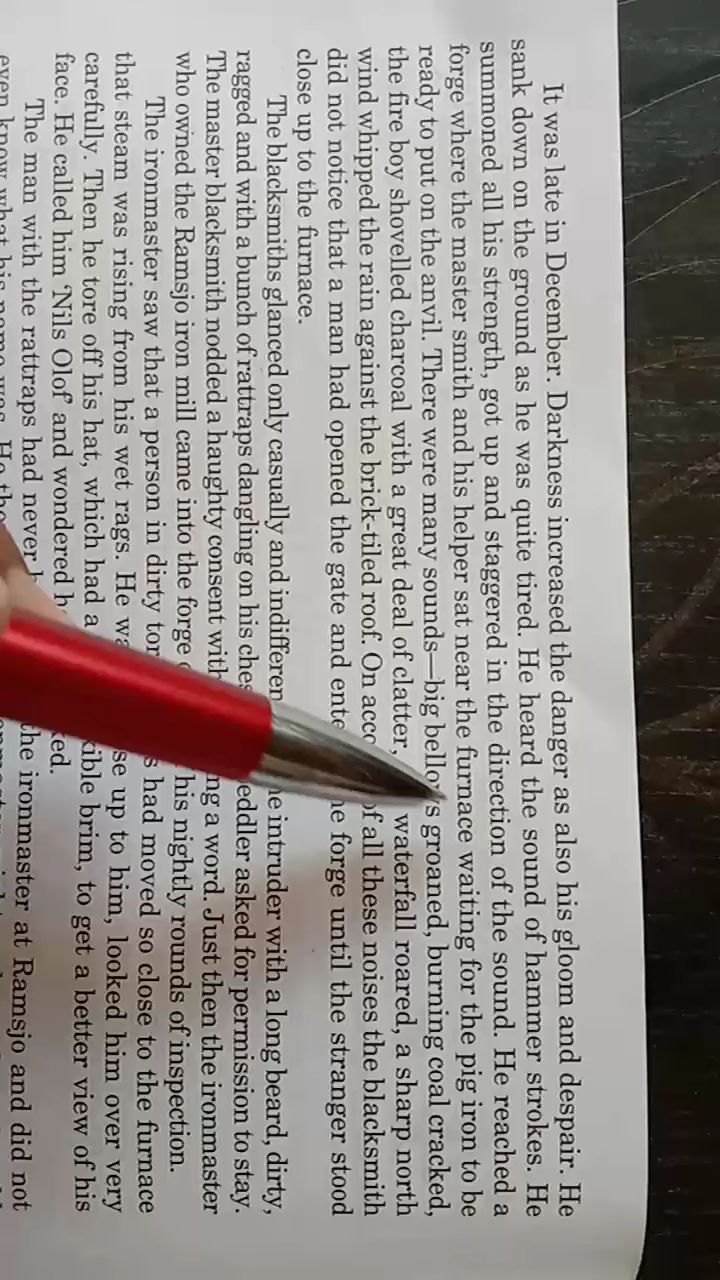 It was late in December. Darkness increased the danger as also his gloom and despair. He
sank down on the ground as he was quite tired. He heard the sound of hammer strokes. He
summoned all his strength, got up and staggered in the direction of the sound. He reached a
forge where the master smith and his helper sat near the furnace waiting for the pig iron to be
ready to put on the anvil. There were many sounds—big bellows groaned, burning coal cracked,
the fire boy shovelled charcoal with a great deal of clatter, waterfall roared, a sharp north
wind whipped the rain against the brick-tiled roof. On of all these noises the blacksmith
did not notice that a man had opened the gate and forge until the stranger stood
close up to the furnace.
The blacksmiths glanced only casually and intruder with a long beard, dirty,
ragged and with a bunch of rattraps dangling on his asked for permission to stay.
The master blacksmith nodded a haughty consent a word. Just then the ironmaster
who owned the Ramsjo iron mill came into the forge his nightly rounds of inspection.
The ironmaster saw that a person in dirty had moved so close to the furnace
that steam was rising from his wet rags. He up to him, looked him over very
carefully. Then he tore off his hat, which had a brim, to get a better view of his
face. He called him ‘Nils Olof’ and wondered
The man with the rattraps had never the ironmaster at Ramsjo and did not
even know what his name was. He